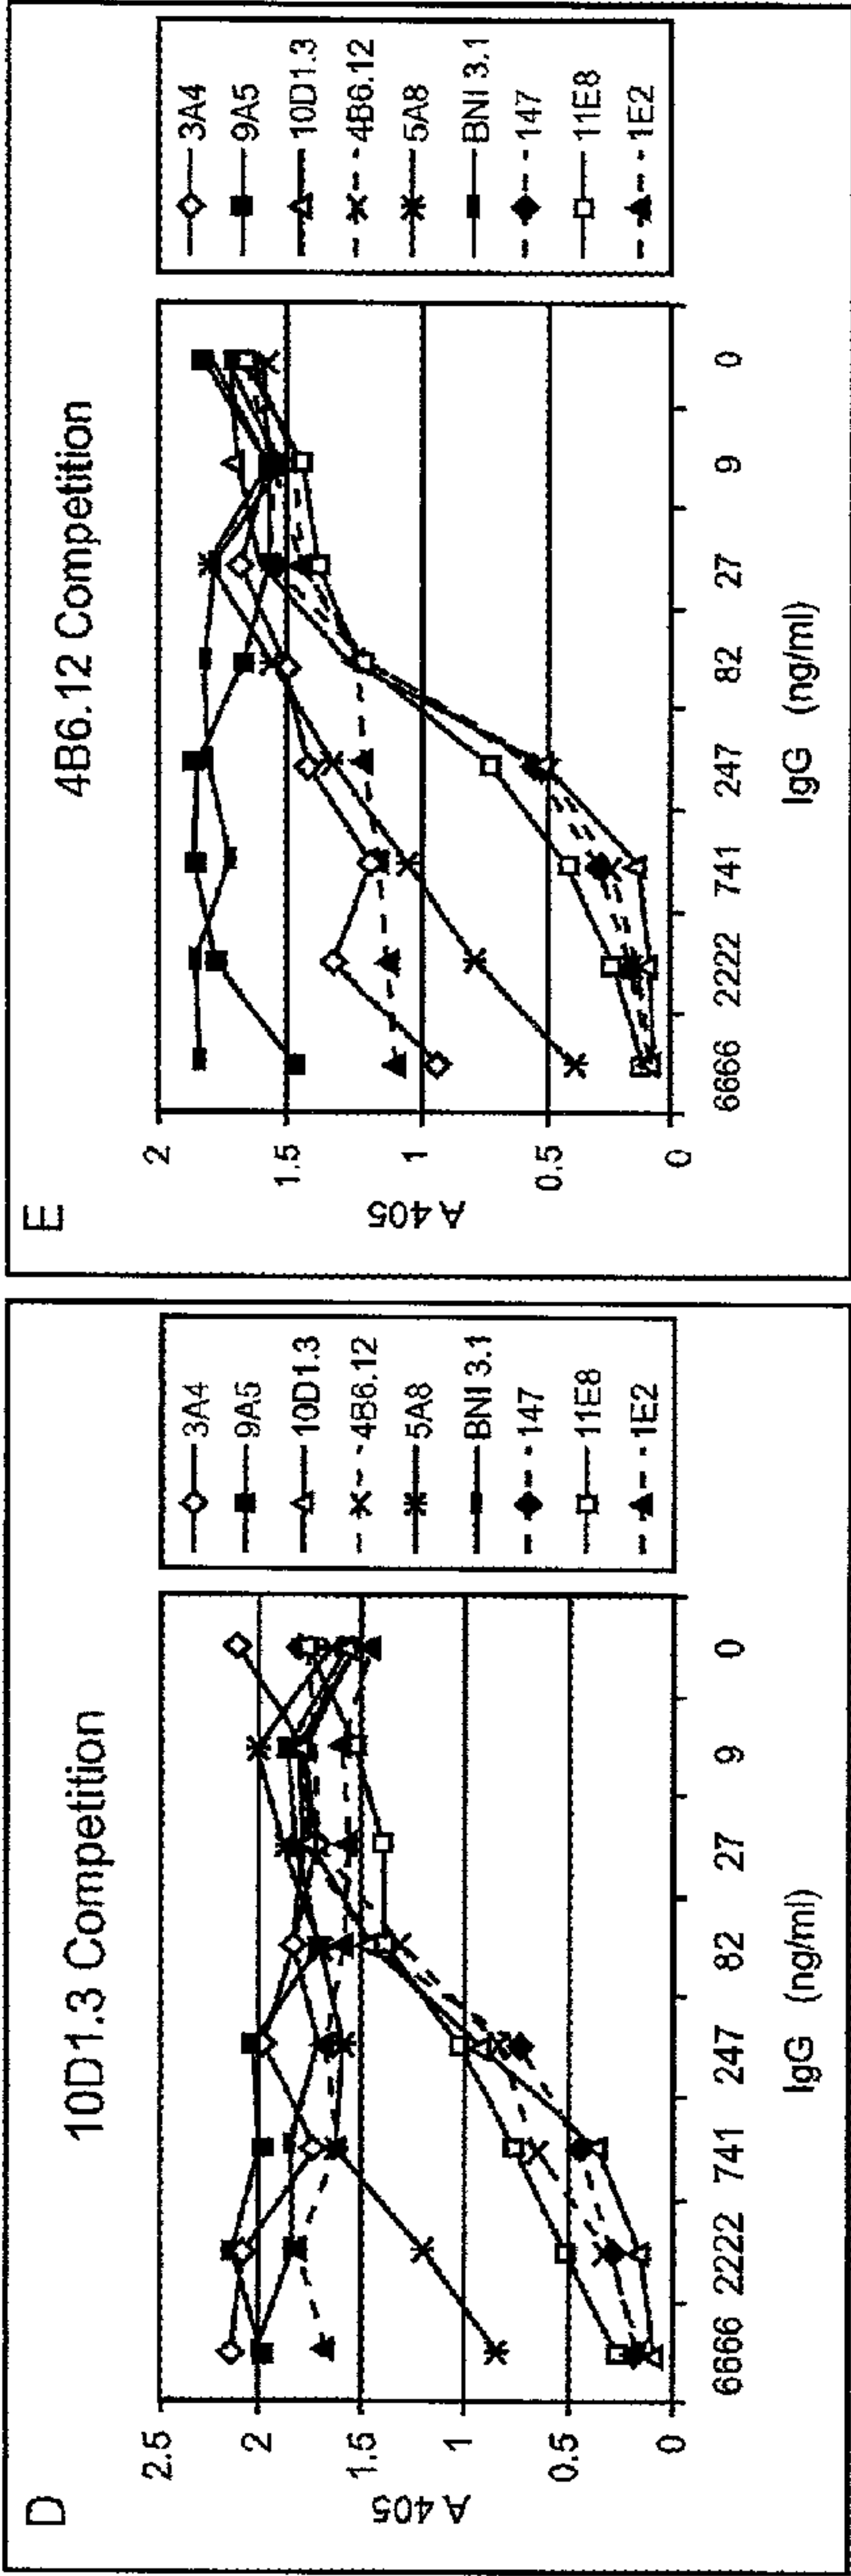 D
10D1.3 Competition
2.5
2
1.5
1
0.5
0
A 405
6666 2222 741 247 82 27 9 0
IgG (ng/ml)
3A4
9A5
10D1.3
4B6.12
5A8
BNI 3.1
147
11E8
1E2
E
4B6.12 Competition
2
1.5
1
0.5
0
A 405
6666 2222 741 247 82 27 9 0
IgG (ng/ml)
3A4
9A5
10D1.3
4B6.12
5A8
BNI 3.1
147
11E8
1E2